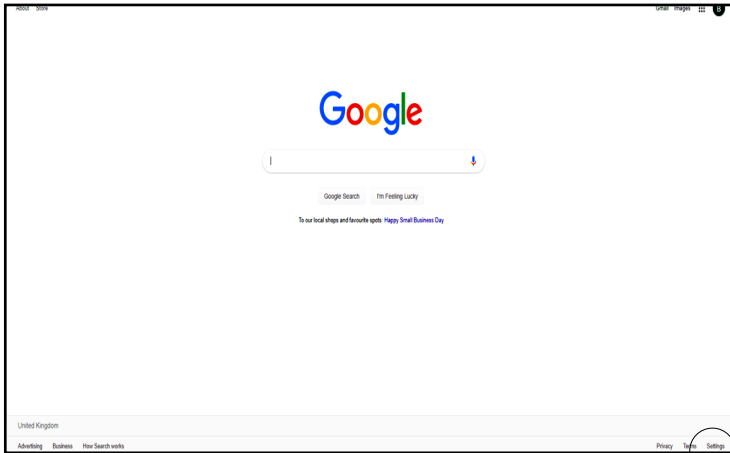 About Store Gmail Images B
Google
Google Search I'm Feeling Lucky
To our local shops and favourite spots Happy Small Business Day
United Kingdom
Advertising Business How Search works Privacy Terms Settings